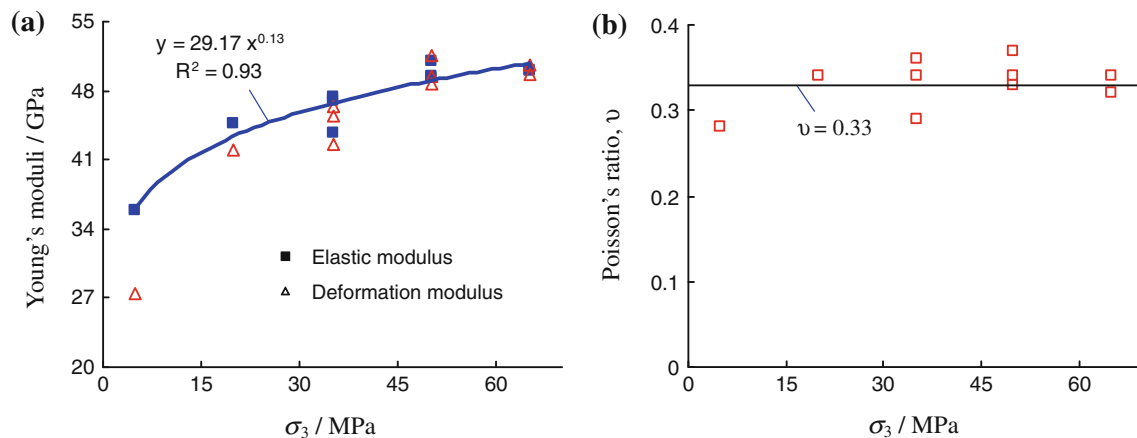 (a)
y = 29.17 x^0.13
R² = 0.93
Young's moduli / GPa
55
48
41
34
27
20
Elastic modulus
Deformation modulus
0 15 30 45 60
σ₃ / MPa
(b)
Poisson's ratio, υ
0.4
0.3
0.2
0.1
0
υ = 0.33
0 15 30 45 60
σ₃ / MPa